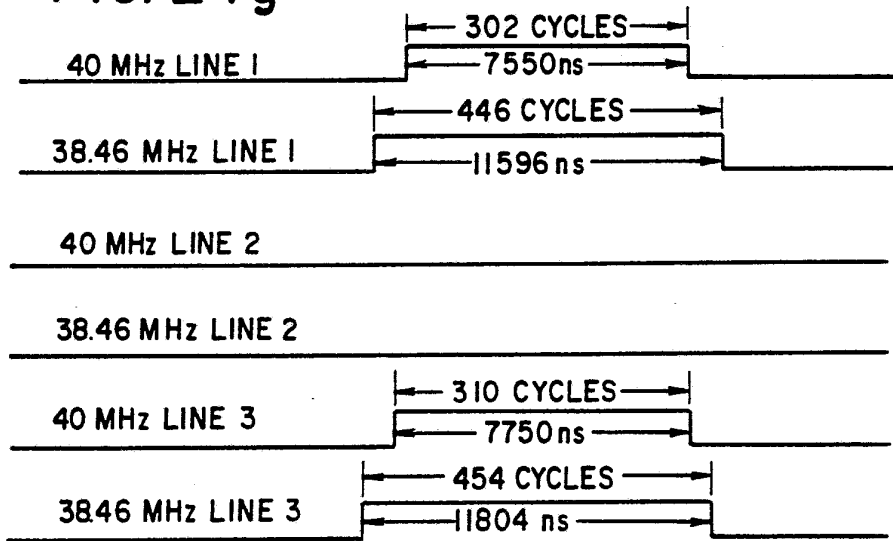 302 CYCLES
40 MHz LINE 1
7550ns
446 CYCLES
38.46 MHz LINE 1
11596ns
40 MHz LINE 2
38.46 MHz LINE 2
310 CYCLES
40 MHz LINE 3
7750ns
454 CYCLES
38.46 MHz LINE 3
11804 ns